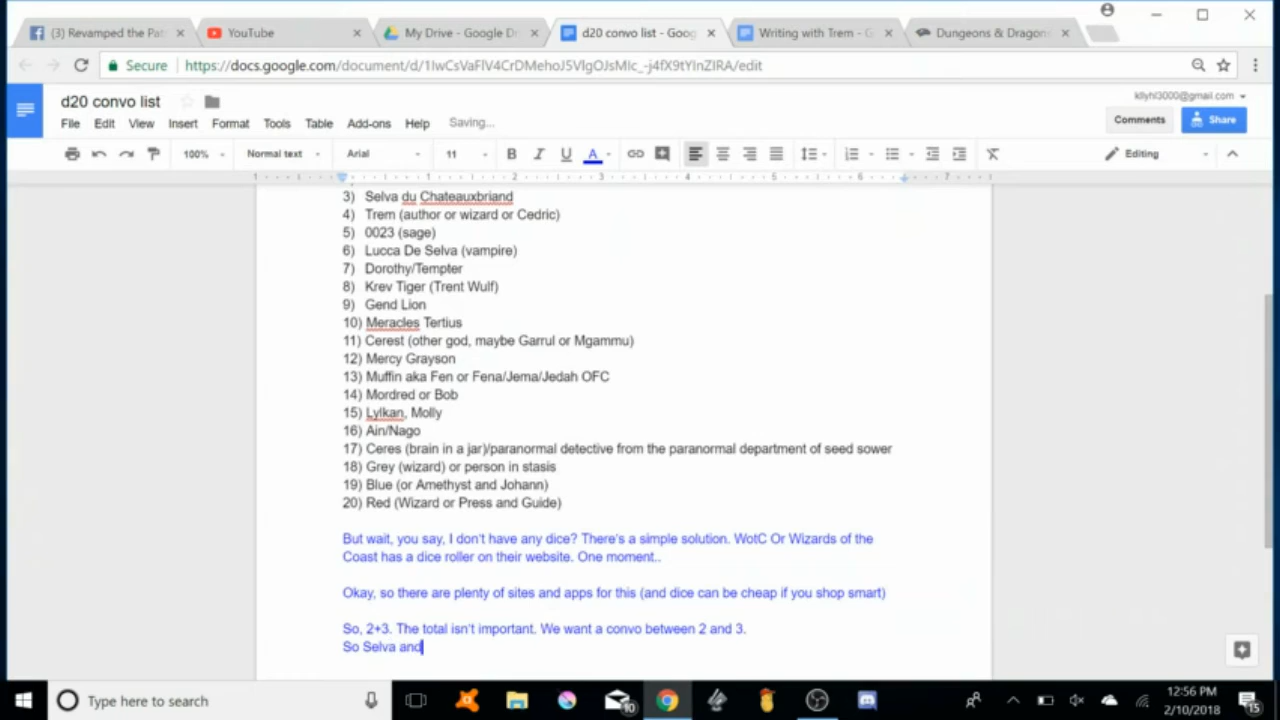 (3) Revamped the Pat
YouTube
My Drive - Google Dr
d20 convo list - Goog
Writing with Trem - G
Dungeons & Dragon
Secure
https://docs.google.com/document/d/
/edit
d20 convo list
kllyhl3000@gmail.com
File Edit View Insert Format Tools Table Add-ons Help Saving...
Comments
Share
100% Normal text Arial 11 B I U A Editing
1 1 2 3 4 5 6 7
3) Selva du Chateauxbriand
4) Trem (author or wizard or Cedric)
5) 0023 (sage)
6) Lucca De Selva (vampire)
7) Dorothy/Tempter
8) Krev Tiger (Trent Wulf)
9) Gend Lion
10) Meracles Tertius
11) Cerest (other god, maybe Garrul or Mgammu)
12) Mercy Grayson
13) Muffin aka Fen or Fena/Jema/Jedah OFC
14) Mordred or Bob
15) Lylkan, Molly
16) Ain/Nago
17) Ceres (brain in a jar)/paranormal detective from the paranormal department of seed sower
18) Grey (wizard) or person in stasis
19) Blue (or Amethyst and Johann)
20) Red (Wizard or Press and Guide)
But wait, you say, I don't have any dice? There's a simple solution. WotC Or Wizards of the
Coast has a dice roller on their website. One moment..
Okay, so there are plenty of sites and apps for this (and dice can be cheap if you shop smart)
So, 2+3. The total isn't important. We want a convo between 2 and 3.
So Selva and
Type here to search
10
12:56 PM
2/10/2018
15